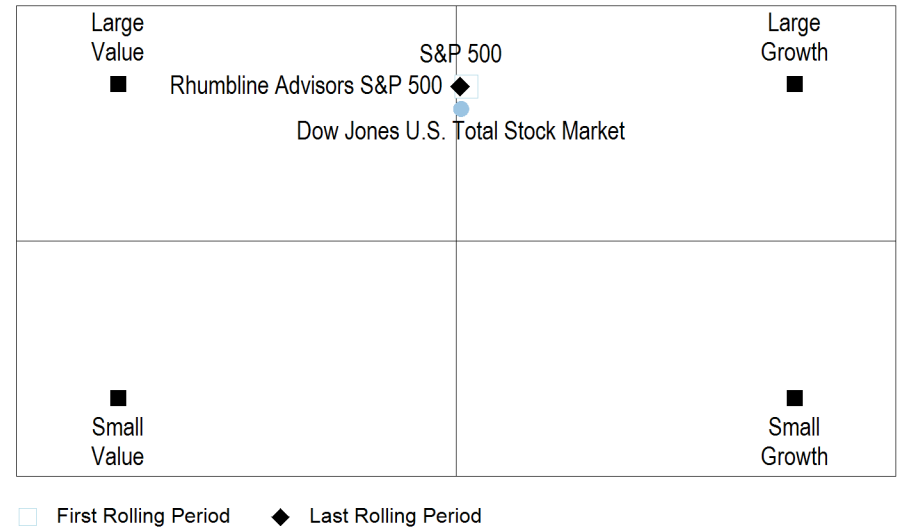 Large
Value
Large
Growth
S&P 500
Rhumbline Advisors S&P 500
Dow Jones U.S. Total Stock Market
Small
Value
Small
Growth
First Rolling Period
Last Rolling Period